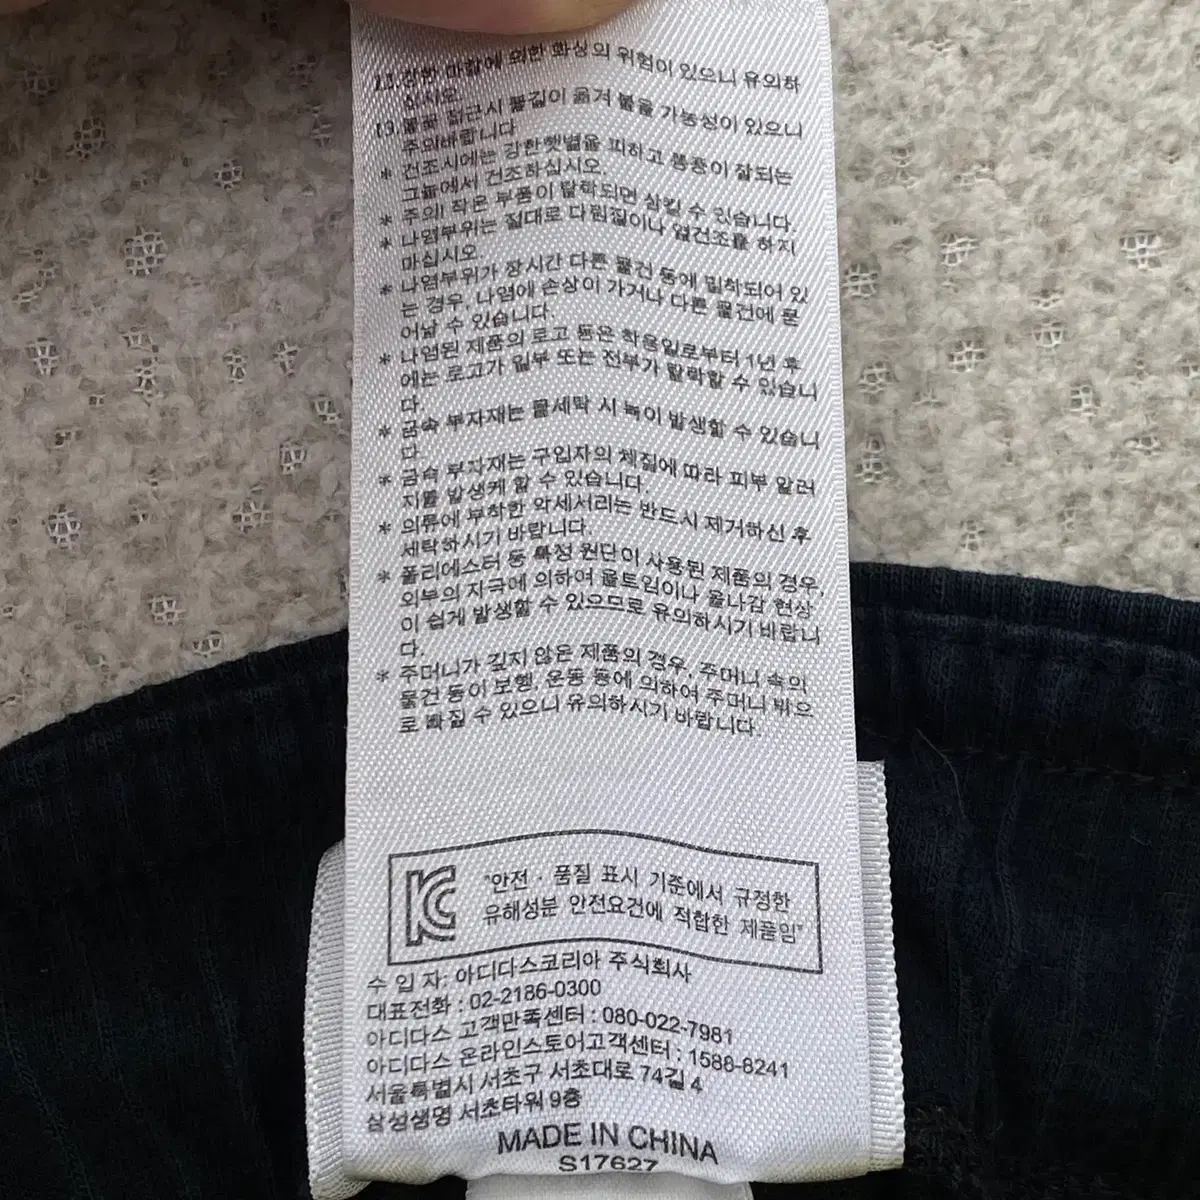 12.강한 마찰에 의한 화상의 위험이 있으니 유의하
십시오.
13.불꽃 접근시 불길이 옮겨 붙을 가능성이 있으니
주의바랍니다
* 건조시에는 강한햇볕을 피하고 통풍이 잘되는
그늘에서 건조하십시오.
* 주의! 작은 부품이 탈락되면 삼킬 수 있습니다.
* 나염부위는 절대로 다림질이나 열건조를 하지
마십시오.
* 나염부위가 장시간 다른 물건 등에 밀착되어 있
는 경우, 나염에 손상이 가거나 다른 물건에 묻
어날 수 있습니다.
* 나염된 제품의 로고 등은 착용일로부터 1년 후
에는 로고가 일부 또는 전부가 탈락할 수 있습니
다.
* 금속 부자재는 물세탁 시 녹이 발생할 수 있습니
다.
* 금속 부자재는 구입자의 체질에 따라 피부 알러
지를 발생케 할 수 있습니다.
* 의류에 부착한 악세서리는 반드시 제거하신 후
세탁하시기 바랍니다.
* 폴리에스터 등 특정 원단이 사용된 제품의 경우,
외부의 자극에 의하여 올트임이나 올나감 현상
이 쉽게 발생할 수 있으므로 유의하시기 바랍니
다.
* 주머니가 깊지 않은 제품의 경우, 주머니 속의
물건 등이 보행, 운동 등에 의하여 주머니 밖으
로 빠질 수 있으니 유의하시기 바랍니다.
KC "안전 · 품질 표시 기준에서 규정한
유해성분 안전요건에 적합한 제품임"
수 입 자: 아디다스코리아 주식회사
대표전화 : 02-2186-0300
아디다스 고객만족센터 : 080-022-7981
아디다스 온라인스토어고객센터 : 1588-8241
서울특별시 서초구 서초대로 74길 4
삼성생명 서초타워 9층
MADE IN CHINA
S17627